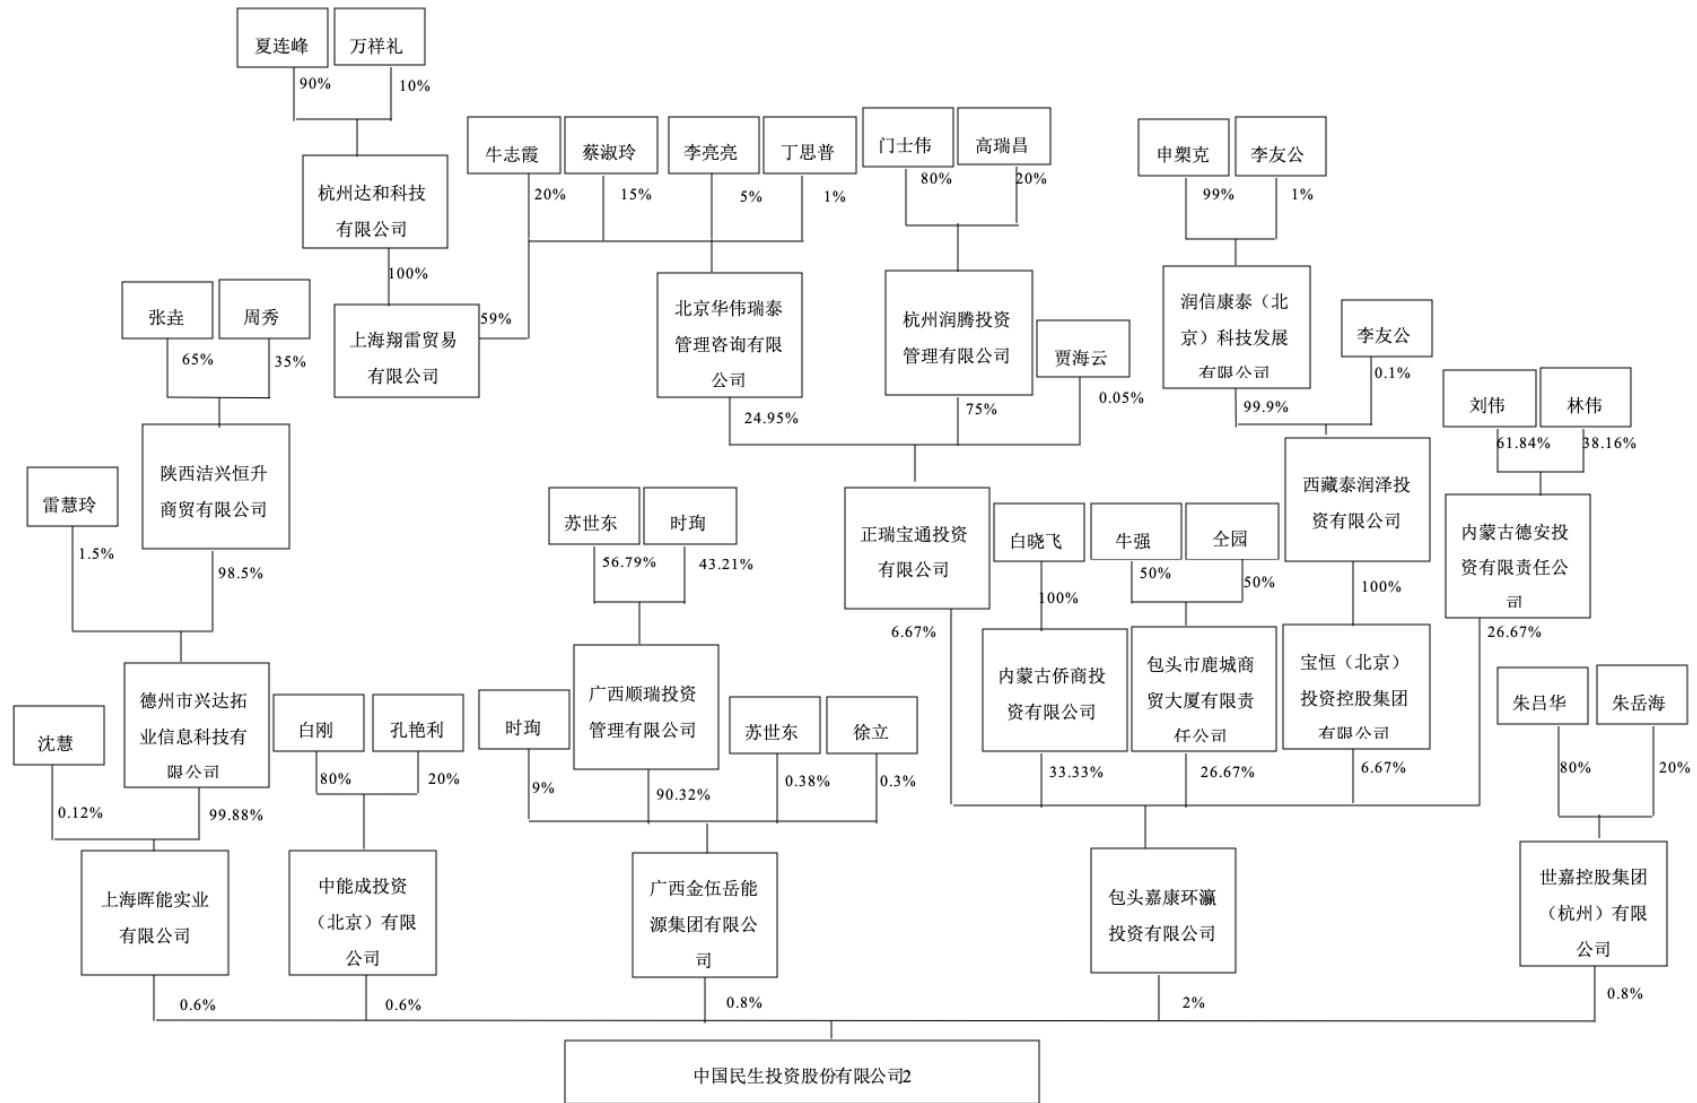 夏连峰
万祥礼
90%
10%
牛志霞
蔡淑玲
李亮亮
丁思普
门士伟
高瑞昌
申槊克
李友公
20%
15%
5%
1%
80%
20%
99%
1%
杭州达和科技
有限公司
100%
张垚
周秀
65%
35%
上海翔雷贸易
有限公司
59%
北京华伟瑞泰
管理咨询有限
公司
24.95%
杭州润腾投资
管理有限公司
75%
贾海云
0.05%
润信康泰（北
京）科技发展
有限公司
99.9%
李友公
0.1%
刘伟
林伟
61.84%
38.16%
雷慧玲
1.5%
陕西洁兴恒升
商贸有限公司
98.5%
苏世东
时珣
56.79%
43.21%
正瑞宝通投资
有限公司
6.67%
白晓飞
100%
牛强
仝园
50%
50%
西藏泰润泽投
资有限公司
100%
内蒙古德安投
资有限责任公
司
26.67%
沈慧
0.12%
德州市兴达拓
业信息科技有
限公司
99.88%
白刚
孔艳利
80%
20%
时珣
9%
广西顺瑞投资
管理有限公司
90.32%
苏世东
0.38%
徐立
0.3%
内蒙古侨商投
资有限公司
33.33%
包头市鹿城商
贸大厦有限责
任公司
26.67%
宝恒（北京）
投资控股集团
有限公司
6.67%
朱吕华
朱岳海
80%
20%
上海晖能实业
有限公司
0.6%
中能成投资
（北京）有限
公司
0.6%
广西金伍岳能
源集团有限公
司
0.8%
包头嘉康环瀛
投资有限公司
2%
世嘉控股集团
（杭州）有限
公司
0.8%
中国民生投资股份有限公司2